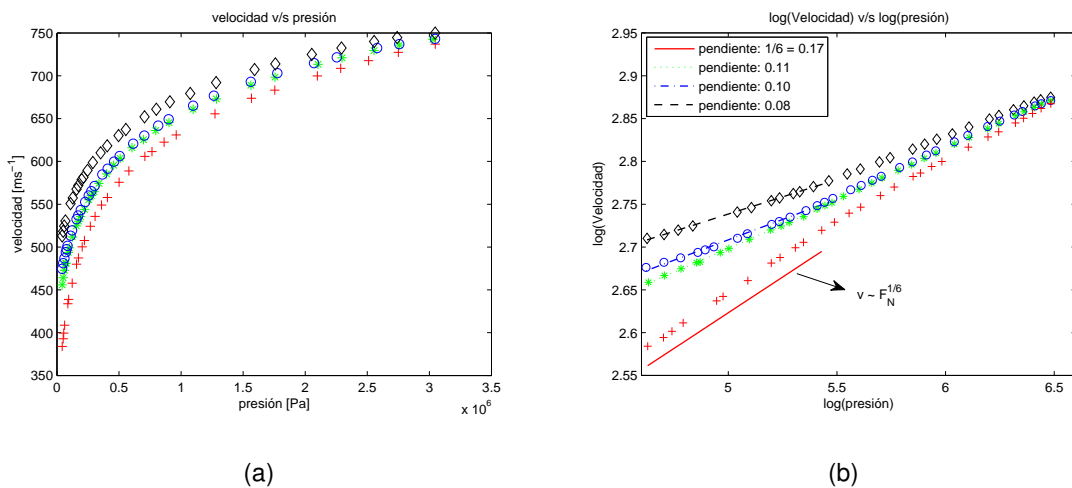 velocidad v/s presión
velocidad [ms⁻¹]
750
700
650
600
550
500
450
400
350
0
0.5
1
1.5
2
2.5
3
3.5
x 10⁶
presión [Pa]
(a)
log(Velocidad) v/s log(presión)
log(Velocidad)
2.95
2.9
2.85
2.8
2.75
2.7
2.65
2.6
2.55
pendiente: 1/6 = 0.17
pendiente: 0.11
pendiente: 0.10
pendiente: 0.08
v ~ F_N^1/6
5
5.5
6
6.5
log(presión)
(b)